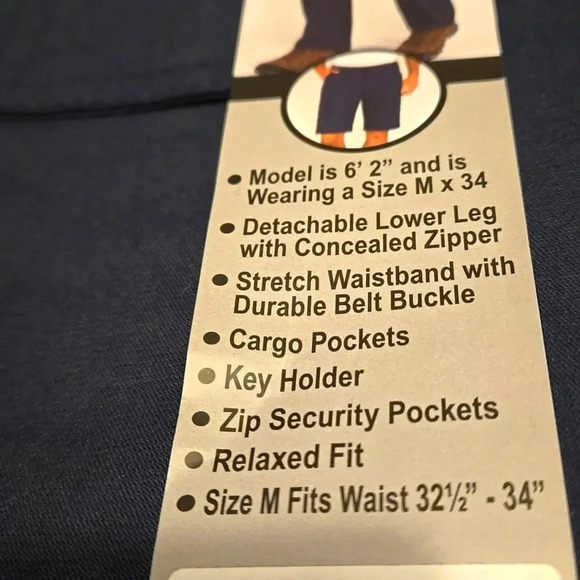 • Model is 6' 2" and is
Wearing a Size M x 34
• Detachable Lower Leg
with Concealed Zipper
• Stretch Waistband with
Durable Belt Buckle
• Cargo Pockets
• Key Holder
• Zip Security Pockets
• Relaxed Fit
• Size M Fits Waist 32½" - 34"